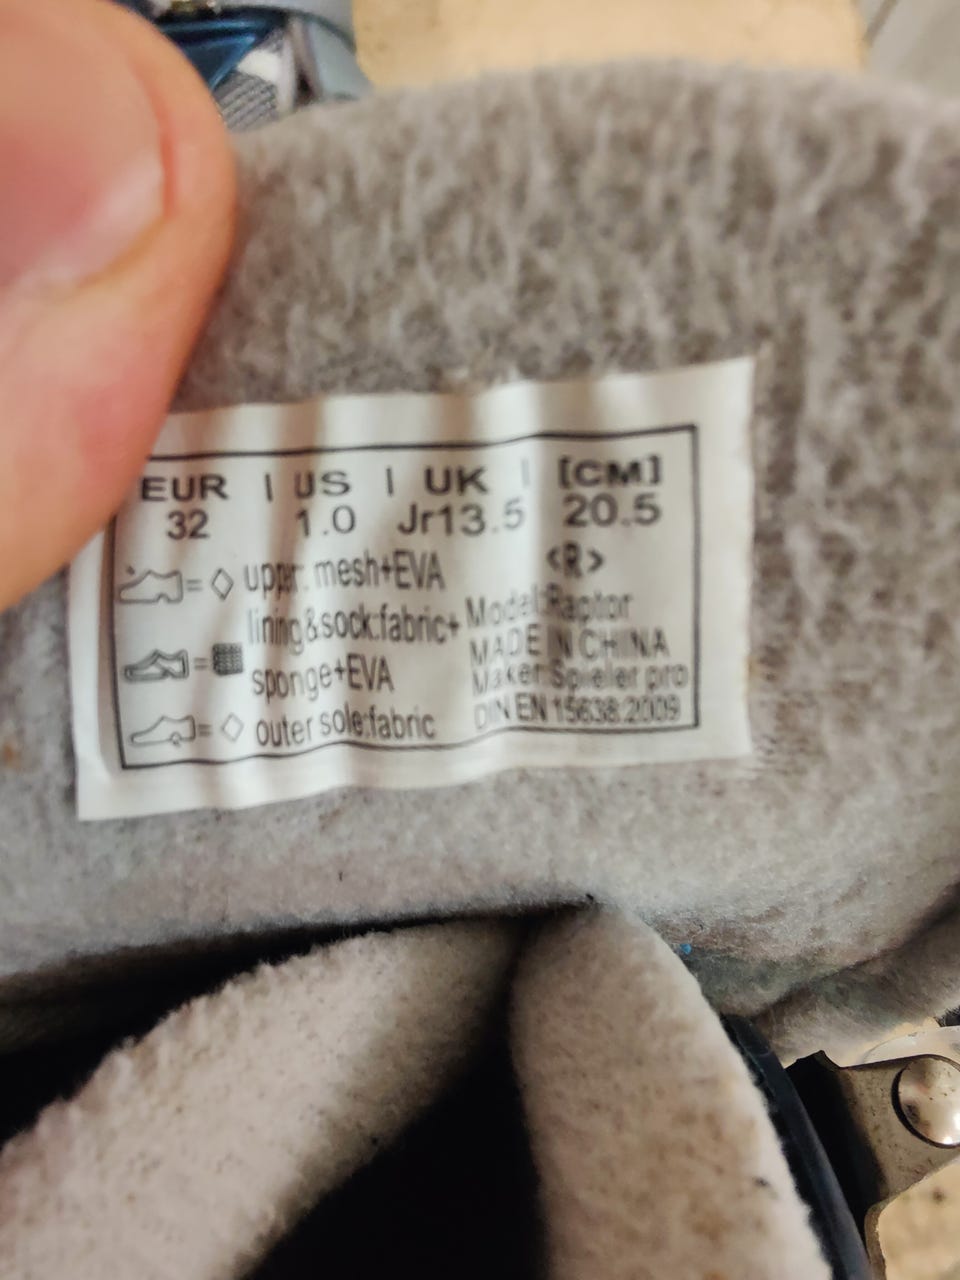 EUR | US | UK | [CM]
32 1.0 Jr13.5 20.5
<R>
= ◇ upper: mesh+EVA
lining&sock:fabric+ Model:Raptor
MADE IN CHINA
= sponge+EVA Maker:Spieler pro
= ◇ outer sole:fabric DIN EN 15638:2009